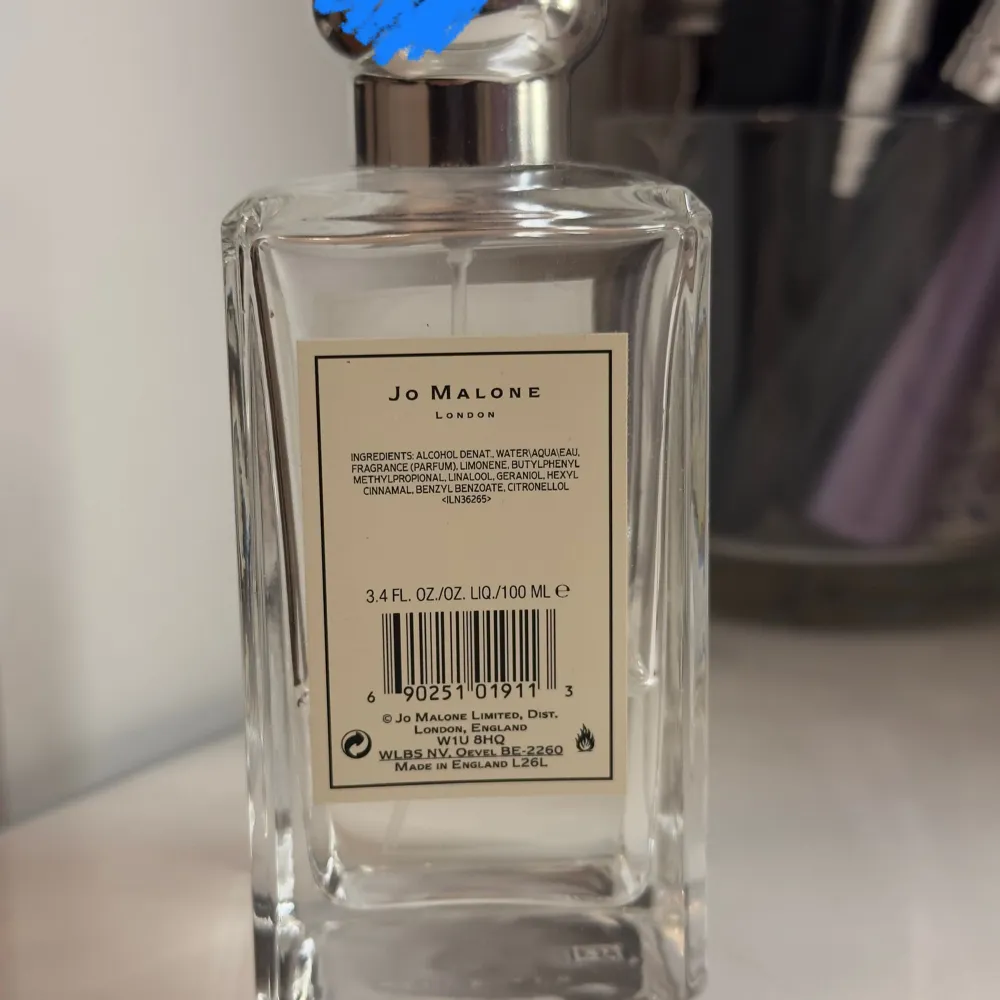 Jo Malone
London
INGREDIENTS: ALCOHOL DENAT., WATER\AQUA\EAU,
FRAGRANCE (PARFUM), LIMONENE, BUTYLPHENYL
METHYLPROPIONAL, LINALOOL, GERANIOL, HEXYL
CINNAMAL, BENZYL BENZOATE, CITRONELLOL
<ILN36265>
3.4 FL. OZ./OZ. LIQ./100 ML ℮
6 90251 01911 3
© Jo Malone Limited, Dist.
London, England
W1U 8HQ
WLBS NV, Oevel BE-2260
Made in England L26L